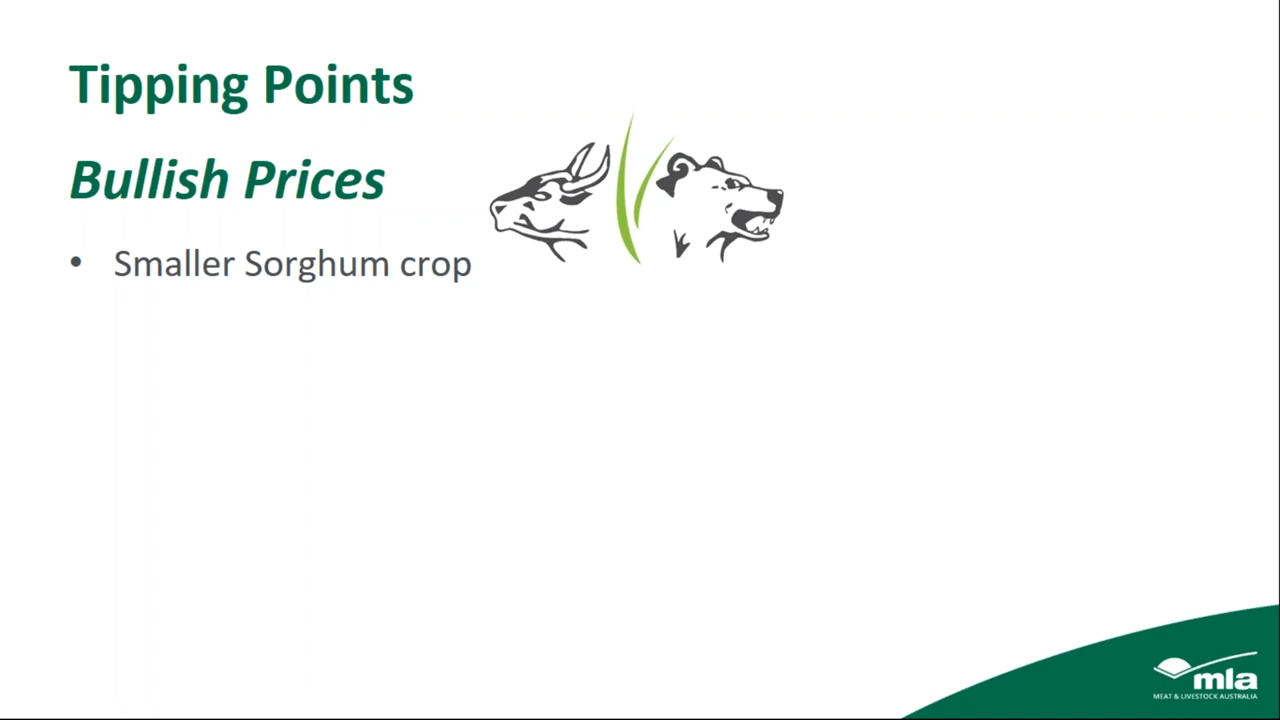 Tipping Points
Bullish Prices
• Smaller Sorghum crop
mla
MEAT & LIVESTOCK AUSTRALIA